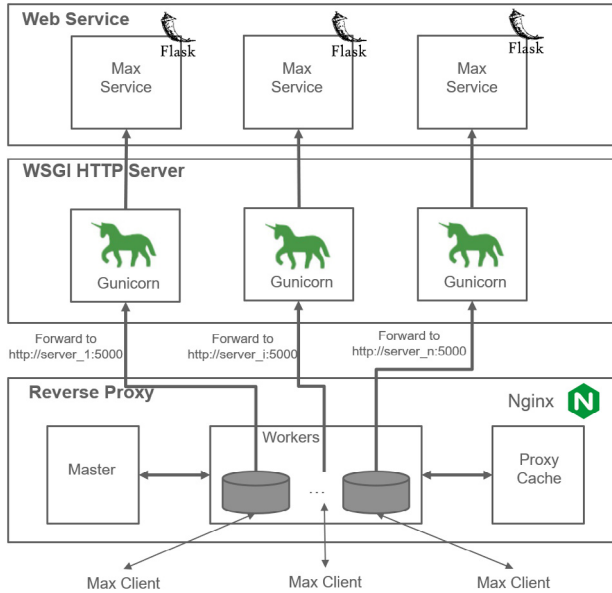 Web Service
Flask
Flask
Flask
Max
Service
Max
Service
Max
Service
WSGI HTTP Server
Gunicorn
Gunicorn
Gunicorn
Forward to
http://server_1:5000
Forward to
http://server_i:5000
Forward to
http://server_n:5000
Reverse Proxy
Nginx
N
Master
Workers
...
Proxy
Cache
Max Client
Max Client
Max Client